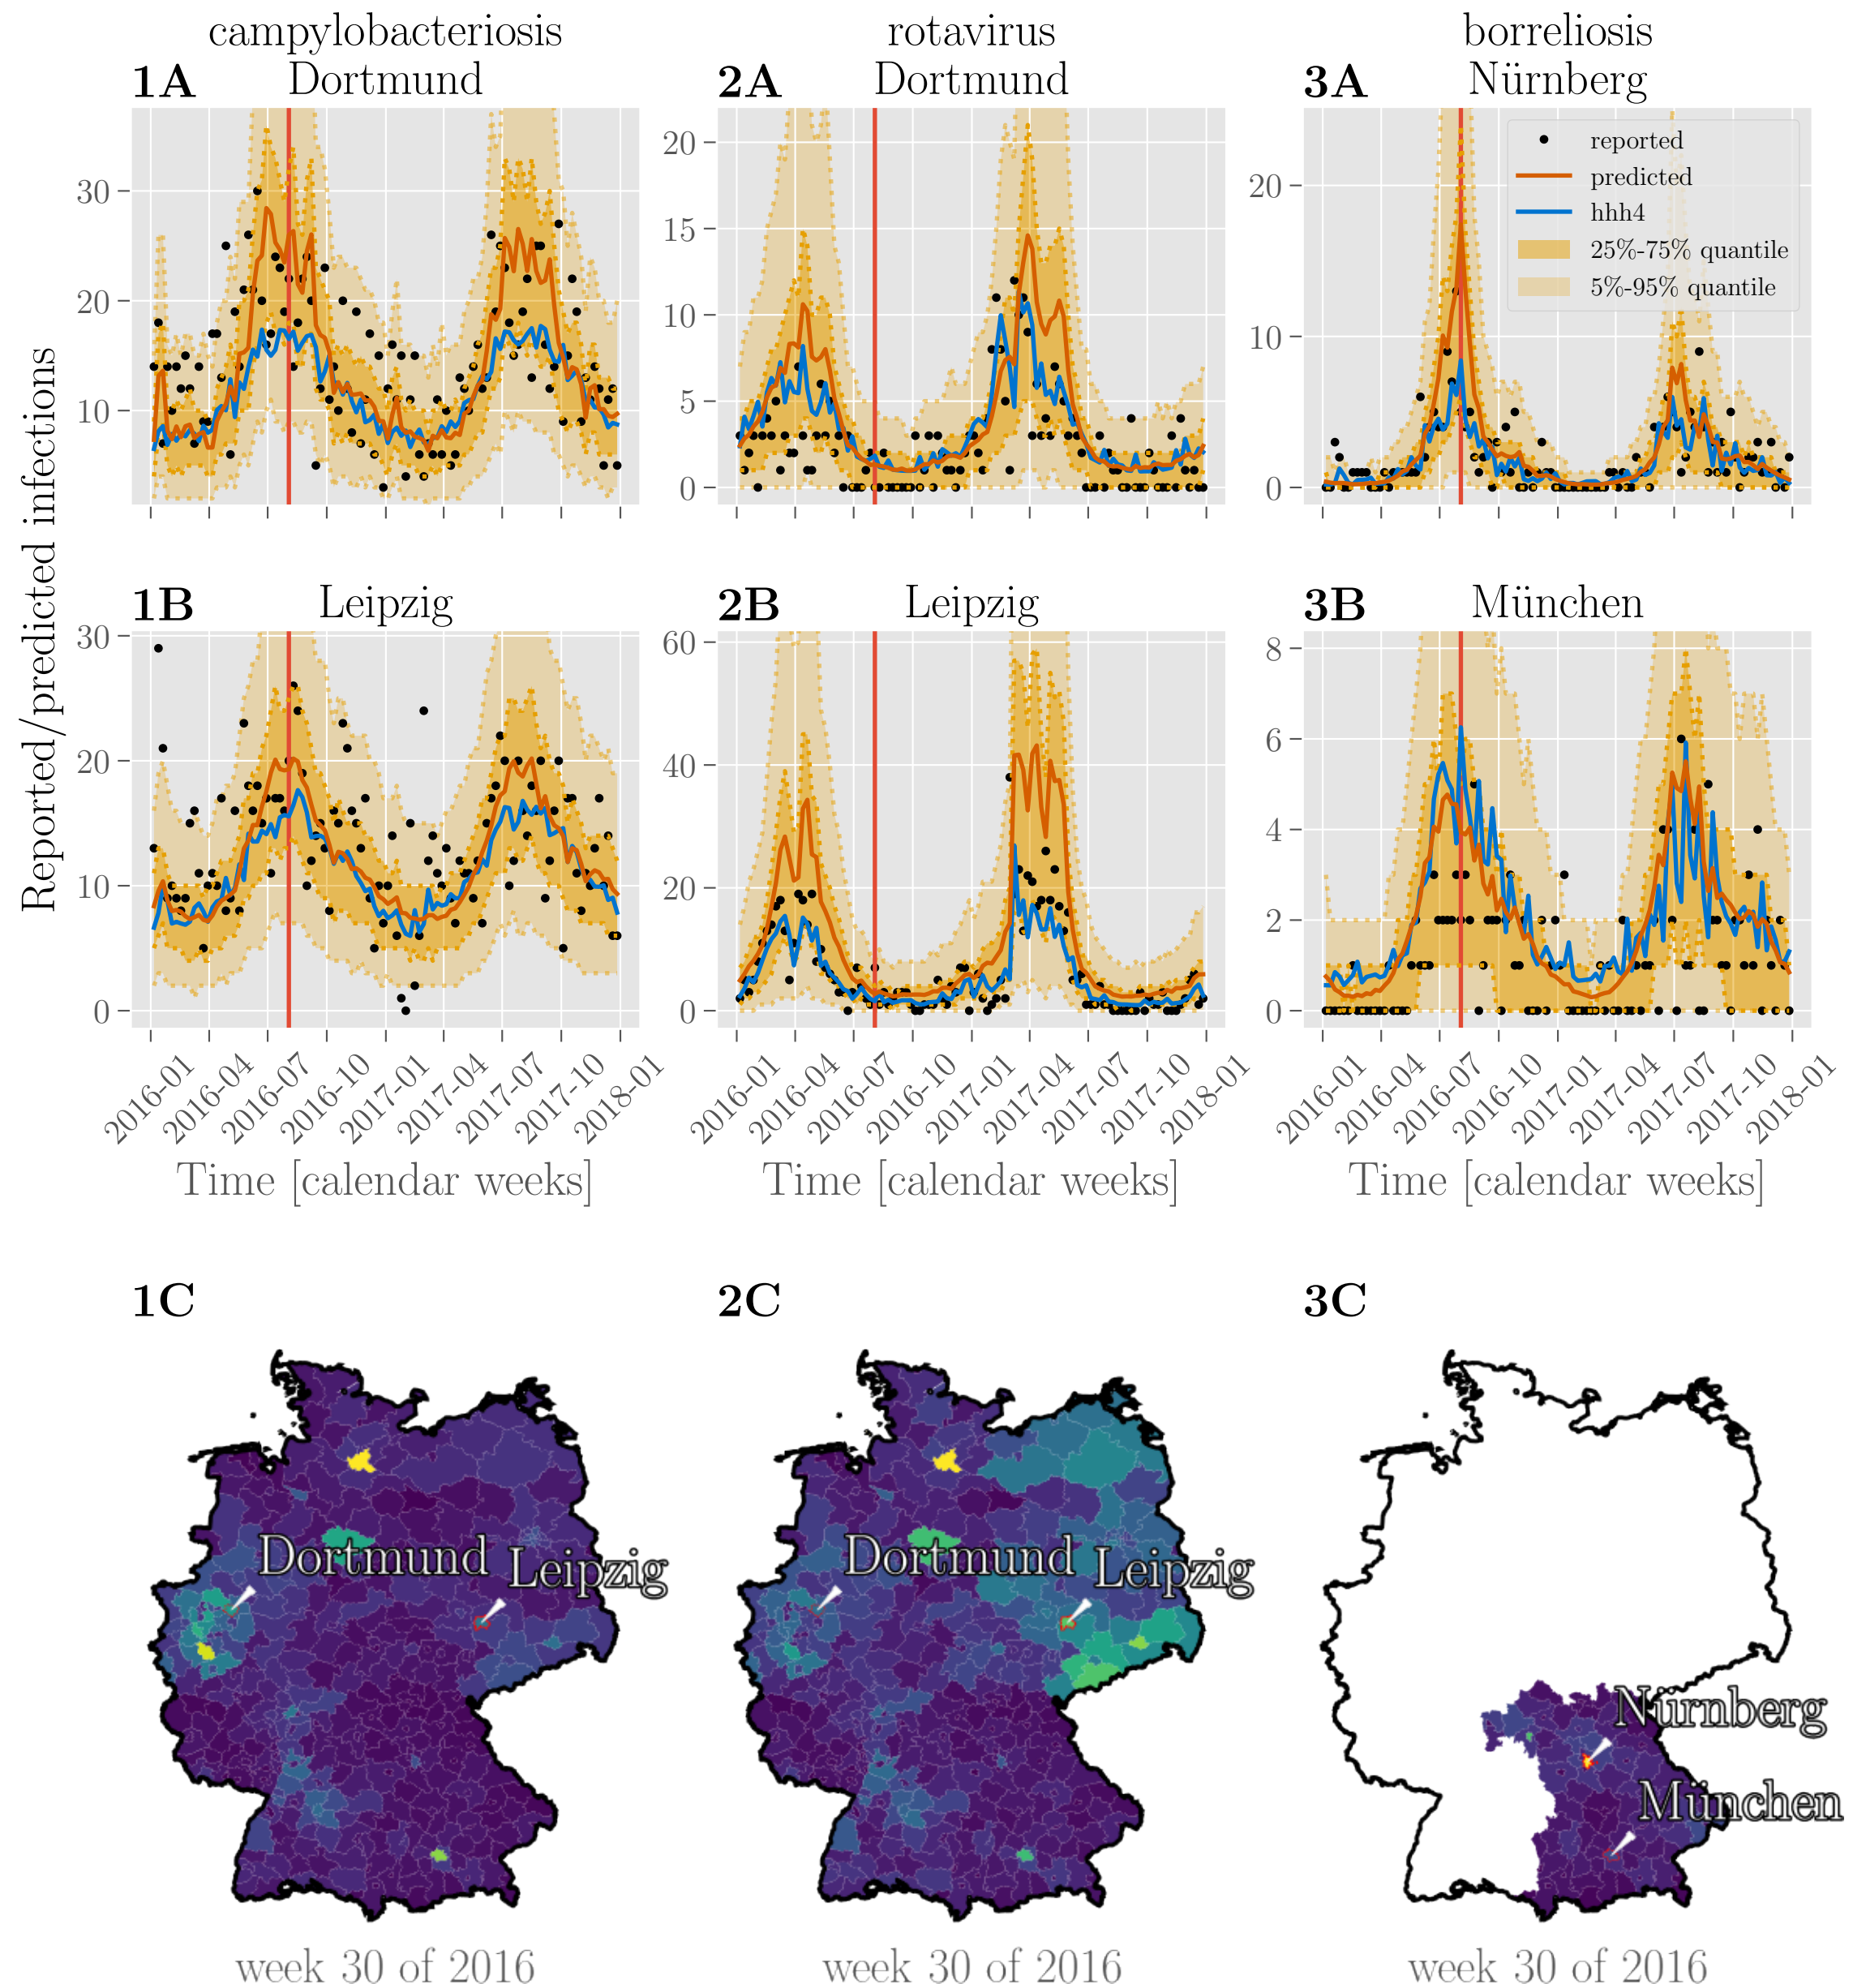 campylobacteriosis
rotavirus
borreliosis
1A
Dortmund
2A
Dortmund
3A
Nürnberg
30
20
10
20
15
10
5
0
20
10
0
reported
predicted
hhh4
25%-75% quantile
5%-95% quantile
Reported/predicted infections
1B
Leipzig
2B
Leipzig
3B
München
30
20
10
0
60
40
20
0
8
6
4
2
0
2016-01
2016-04
2016-07
2016-10
2017-01
2017-04
2017-07
2017-10
2018-01
2016-01
2016-04
2016-07
2016-10
2017-01
2017-04
2017-07
2017-10
2018-01
2016-01
2016-04
2016-07
2016-10
2017-01
2017-04
2017-07
2017-10
2018-01
Time [calendar weeks]
Time [calendar weeks]
Time [calendar weeks]
1C
2C
3C
Dortmund
Leipzig
Dortmund
Leipzig
Nürnberg
München
week 30 of 2016
week 30 of 2016
week 30 of 2016